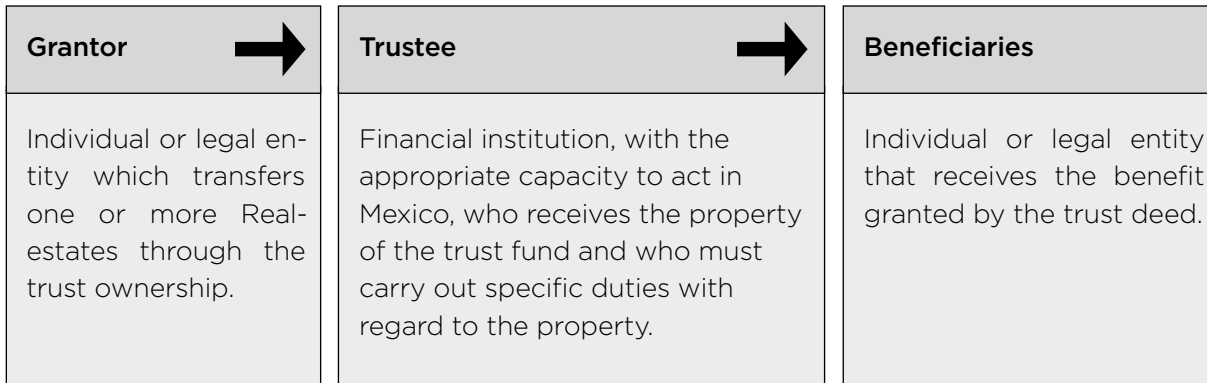 Grantor
Individual or legal en-
tity which transfers
one or more Real-
estates through the
trust ownership.
Trustee
Financial institution, with the
appropriate capacity to act in
Mexico, who receives the property
of the trust fund and who must
carry out specific duties with
regard to the property.
Beneficiaries
Individual or legal entity
that receives the benefit
granted by the trust deed.